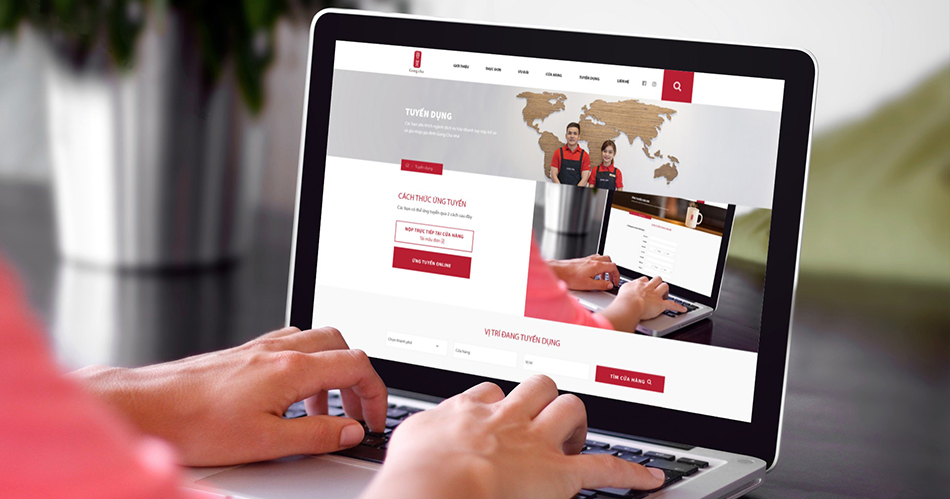 Gong cha
GIỚI THIỆU THỰC ĐƠN ƯU ĐÃI CỬA HÀNG TUYỂN DỤNG LIÊN HỆ
TUYỂN DỤNG
Tuyển dụng
CÁCH THỨC ỨNG TUYỂN
Các bạn có thể ứng tuyển qua 2 cách sau đây
NỘP TRỰC TIẾP TẠI CỬA HÀNG
Tải mẫu đơn
ỨNG TUYỂN ONLINE
VỊ TRÍ ĐANG TUYỂN DỤNG
Chọn thành phố Cửa hàng Vị trí TÌM CỬA HÀNG